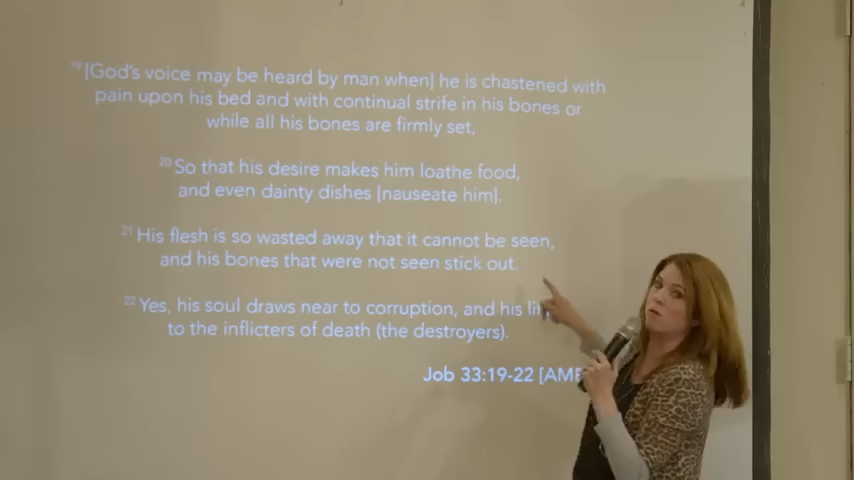 19 [God's voice may be heard by man when] he is chastened with
pain upon his bed and with continual strife in his bones or
while all his bones are firmly set,
20 So that his desire makes him loathe food,
and even dainty dishes [nauseate him].
21 His flesh is so wasted away that it cannot be seen,
and his bones that were not seen stick out.
22 Yes, his soul draws near to corruption, and his
to the inflicters of death (the destroyers).
Job 33:19-22